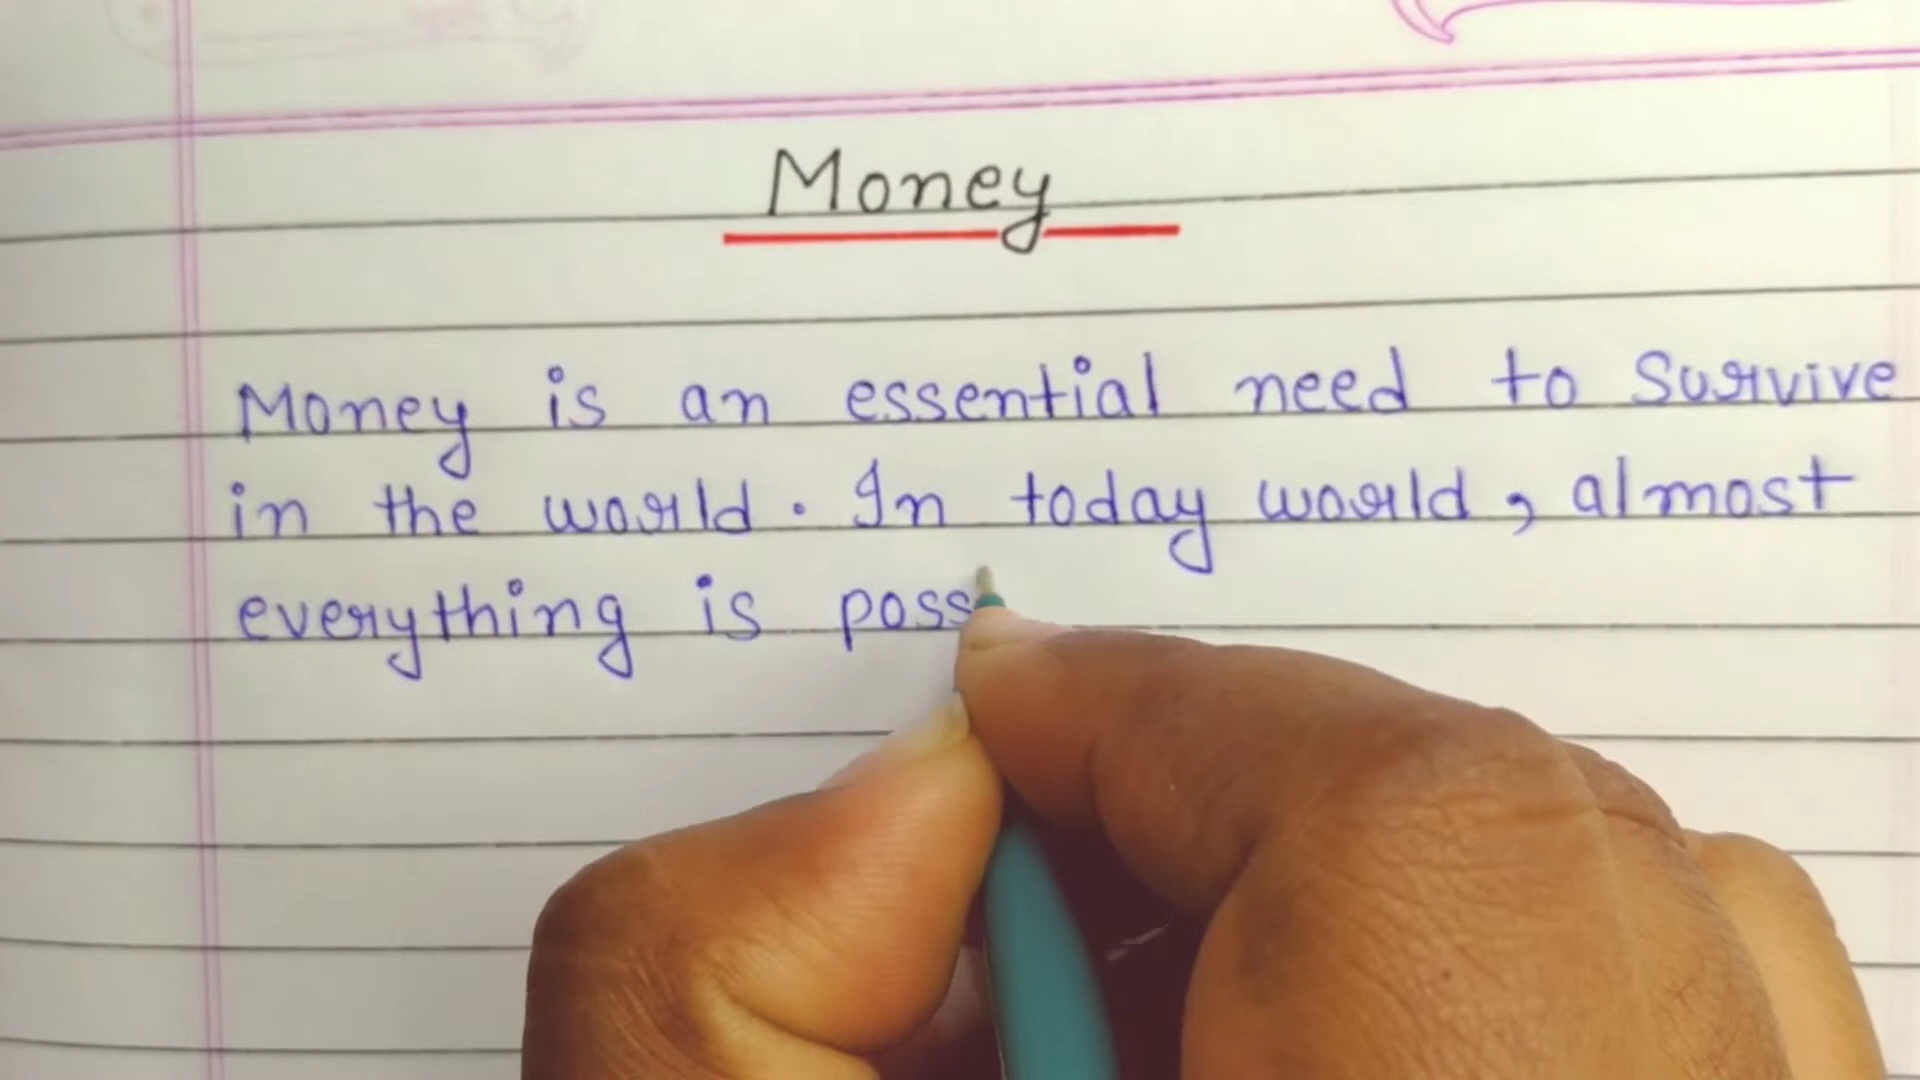 Money
Money is an essential need to Survive
in the world. In today world, almost
everything is poss